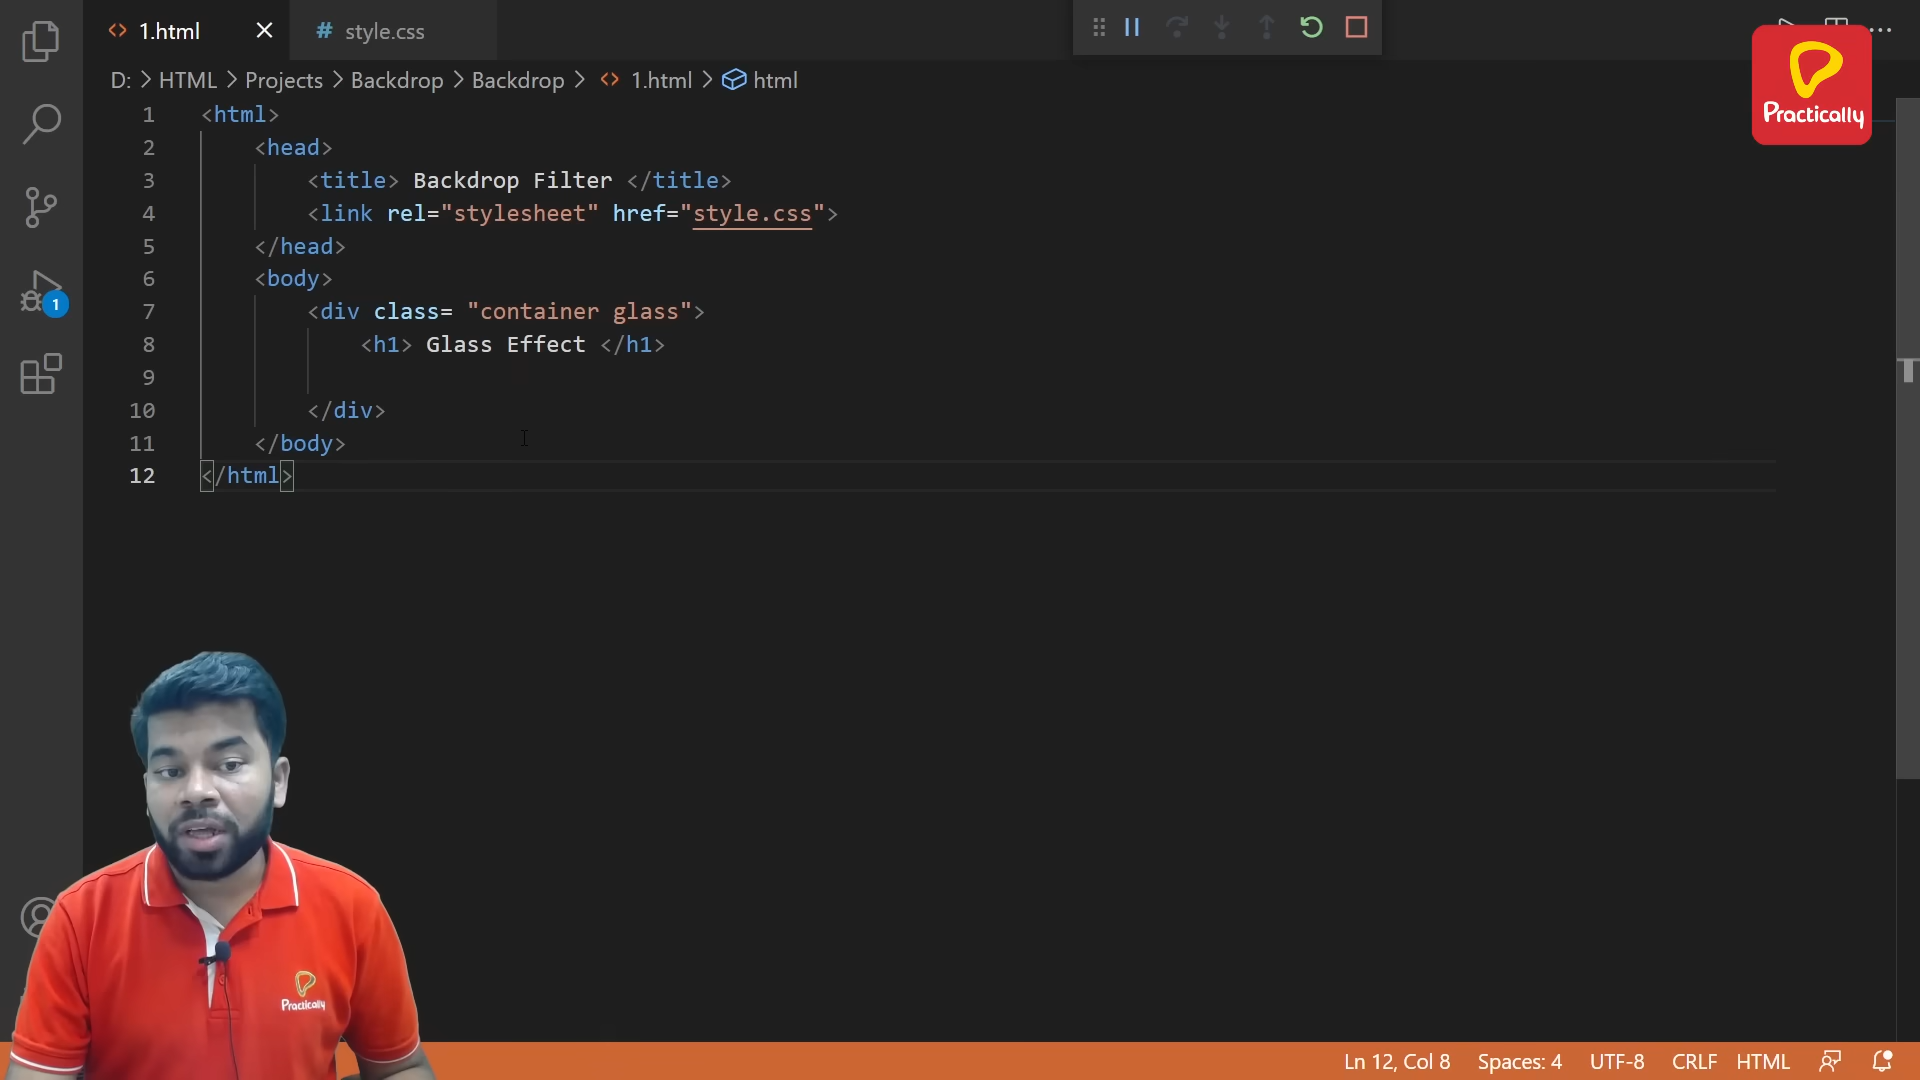 1.html
style.css
Practically
D: > HTML > Projects > Backdrop > Backdrop > 1.html > html
1 <html>
2 <head>
3 <title> Backdrop Filter </title>
4 <link rel="stylesheet" href="style.css">
5 </head>
6 <body>
7 <div class= "container glass">
8 <h1> Glass Effect </h1>
9
10 </div>
11 </body>
12 </html>
1
Practically
Ln 12, Col 8 Spaces: 4 UTF-8 CRLF HTML